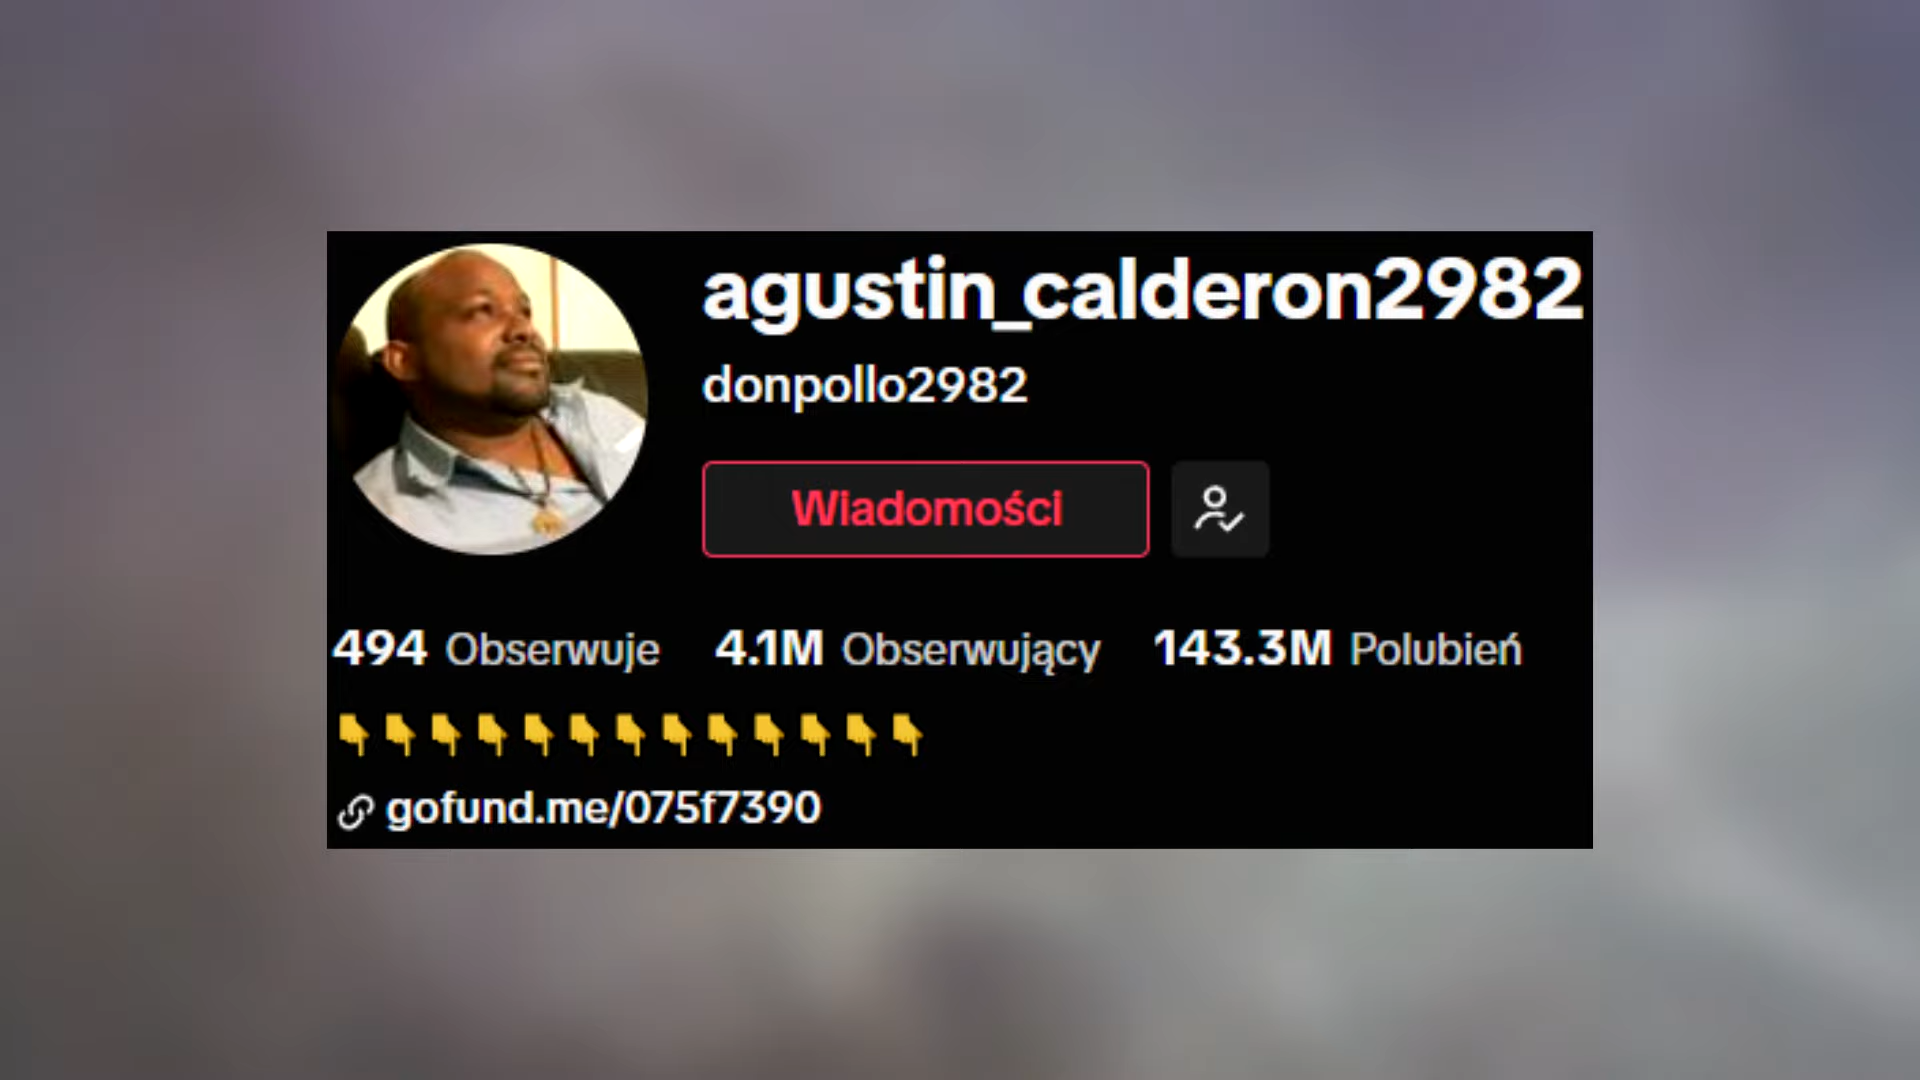 agustin_calderon2982
donpollo2982
Wiadomości
494 Obserwuje 4.1M Obserwujący 143.3M Polubień
👇👇👇👇👇👇👇👇👇👇👇👇👇
gofund.me/075f7390